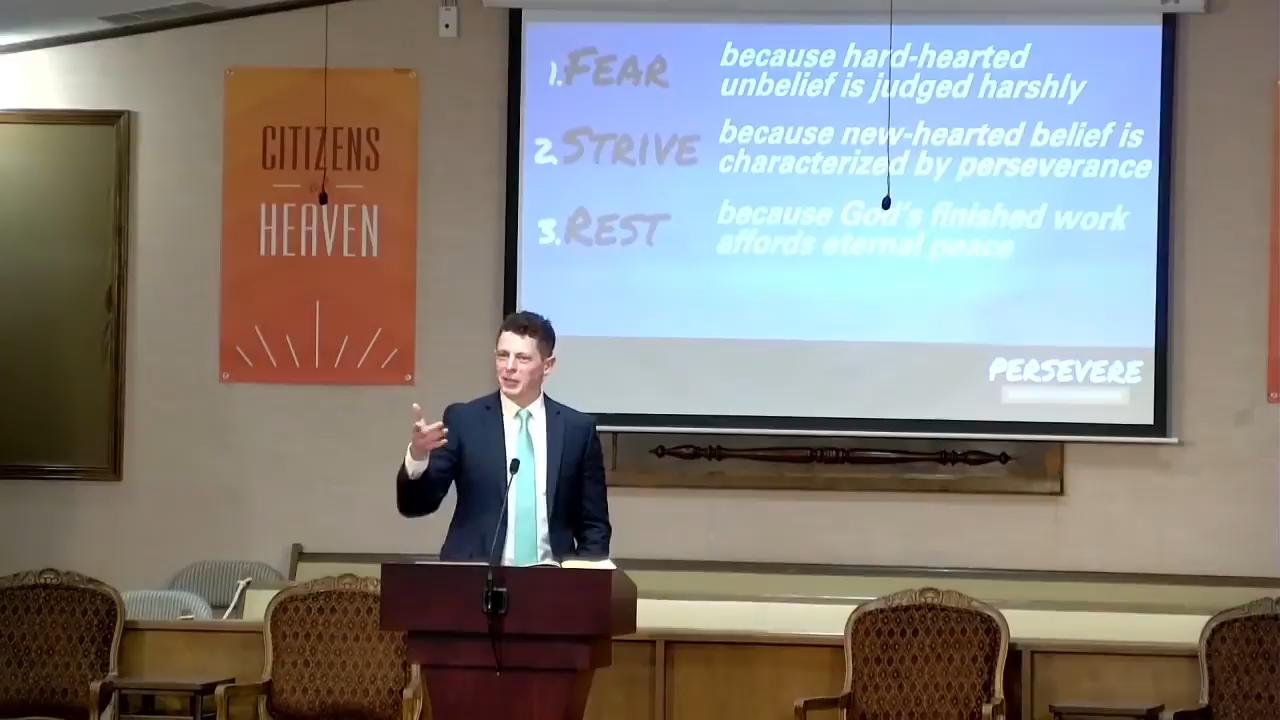 CITIZENS
HEAVEN
1. FEAR because hard-hearted
unbelief is judged harshly
2. STRIVE because new-hearted belief is
characterized by perseverance
3. REST because God's finished work
affords eternal peace
PERSEVERE